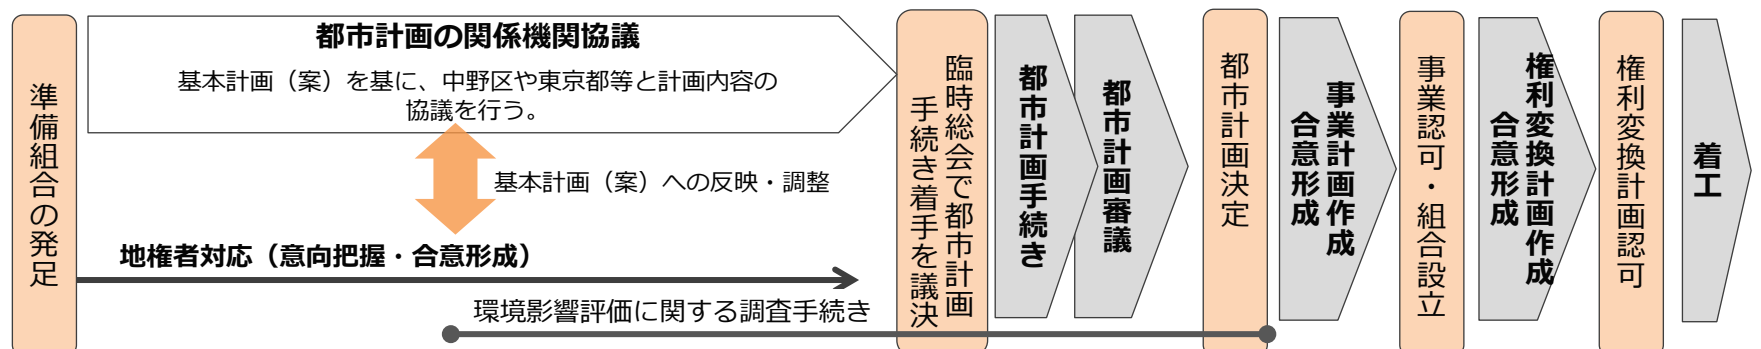 準備組合の発足
都市計画の関係機関協議
基本計画（案）を基に、中野区や東京都等と計画内容の
協議を行う。
基本計画（案）への反映・調整
地権者対応（意向把握・合意形成）
環境影響評価に関する調査手続き
臨時総会で都市計画
手続き着手を議決
都市計画手続き
都市計画審議
都市計画決定
事業計画作成
合意形成
事業認可・組合設立
権利変換計画作成
合意形成
権利変換計画認可
着工